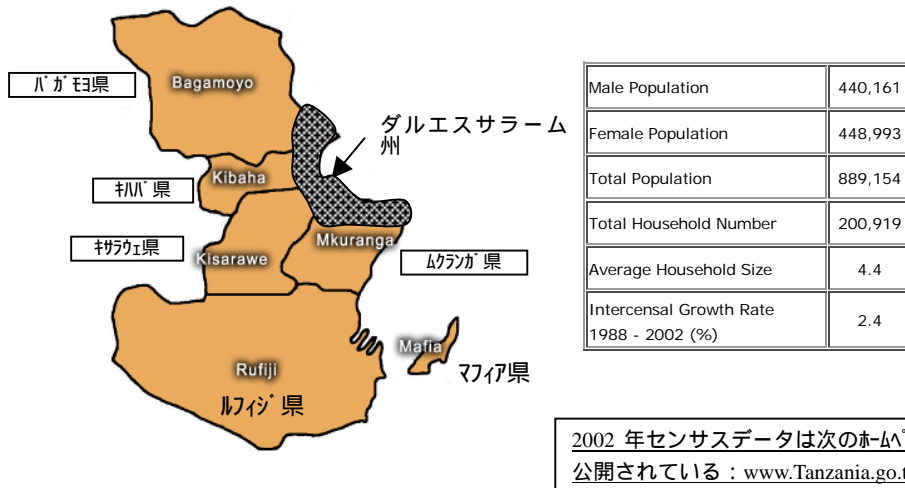 バガモヨ県
Bagamoyo
ダルエスサラーム
州
キバハ県
Kibaha
キサラウェ県
Kisarawe
Mkuranga
ムクランガ県
Rufiji
ルフィジ県
Mafia
マフィア県
Male Population 440,161
Female Population 448,993
Total Population 889,154
Total Household Number 200,919
Average Household Size 4.4
Intercensal Growth Rate
1988 - 2002 (%) 2.4
2002 年センサスデータは次のホームペ
公開されている：www.Tanzania.go.t